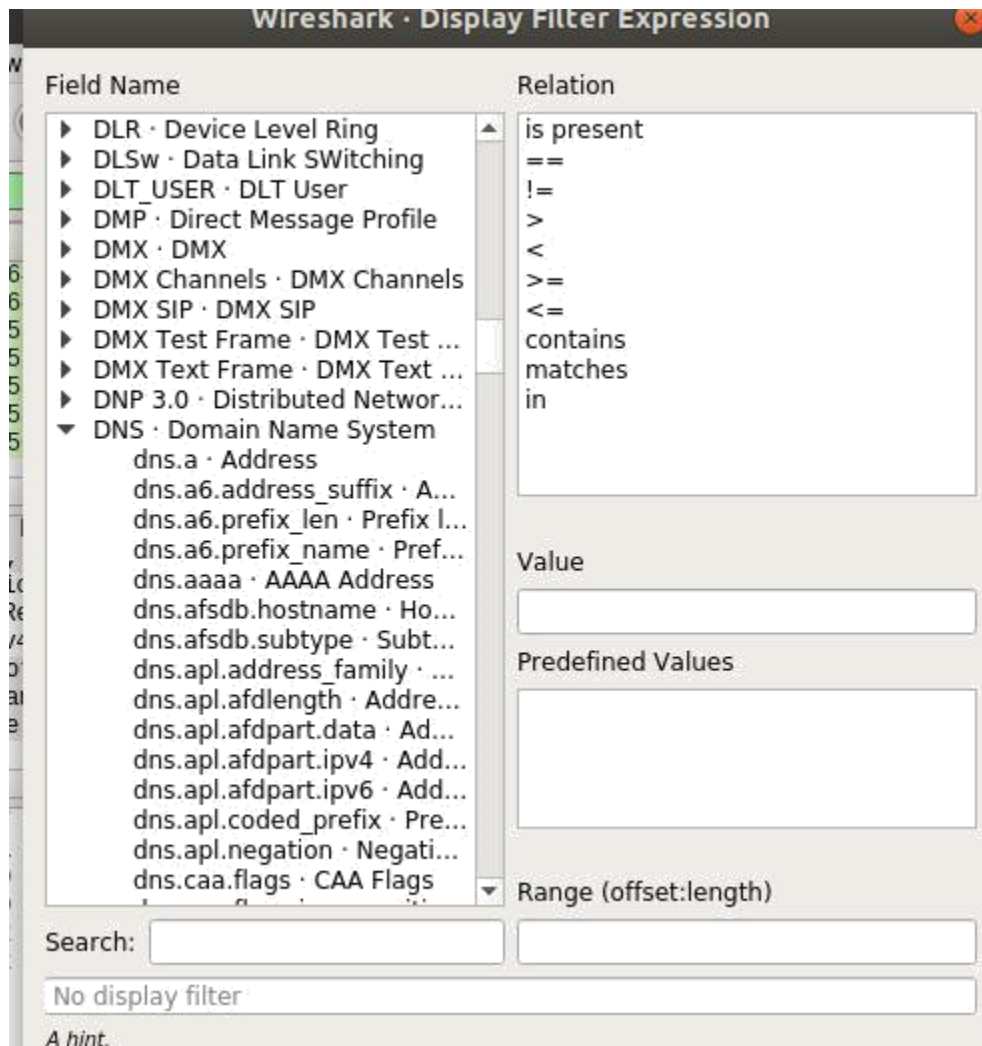 Wireshark · Display Filter Expression
Field Name
DLR · Device Level Ring
DLSw · Data Link SWitching
DLT_USER · DLT User
DMP · Direct Message Profile
DMX · DMX
DMX Channels · DMX Channels
DMX SIP · DMX SIP
DMX Test Frame · DMX Test ...
DMX Text Frame · DMX Text ...
DNP 3.0 · Distributed Networ...
DNS · Domain Name System
dns.a · Address
dns.a6.address_suffix · A...
dns.a6.prefix_len · Prefix l...
dns.a6.prefix_name · Pref...
dns.aaaa · AAAA Address
dns.afsdb.hostname · Ho...
dns.afsdb.subtype · Subt...
dns.apl.address_family · ...
dns.apl.afdlength · Addre...
dns.apl.afdpart.data · Ad...
dns.apl.afdpart.ipv4 · Add...
dns.apl.afdpart.ipv6 · Add...
dns.apl.coded_prefix · Pre...
dns.apl.negation · Negati...
dns.caa.flags · CAA Flags
Search:
Relation
is present
==
!=
>
<
>=
<=
contains
matches
in
Value
Predefined Values
Range (offset:length)
No display filter
A hint.